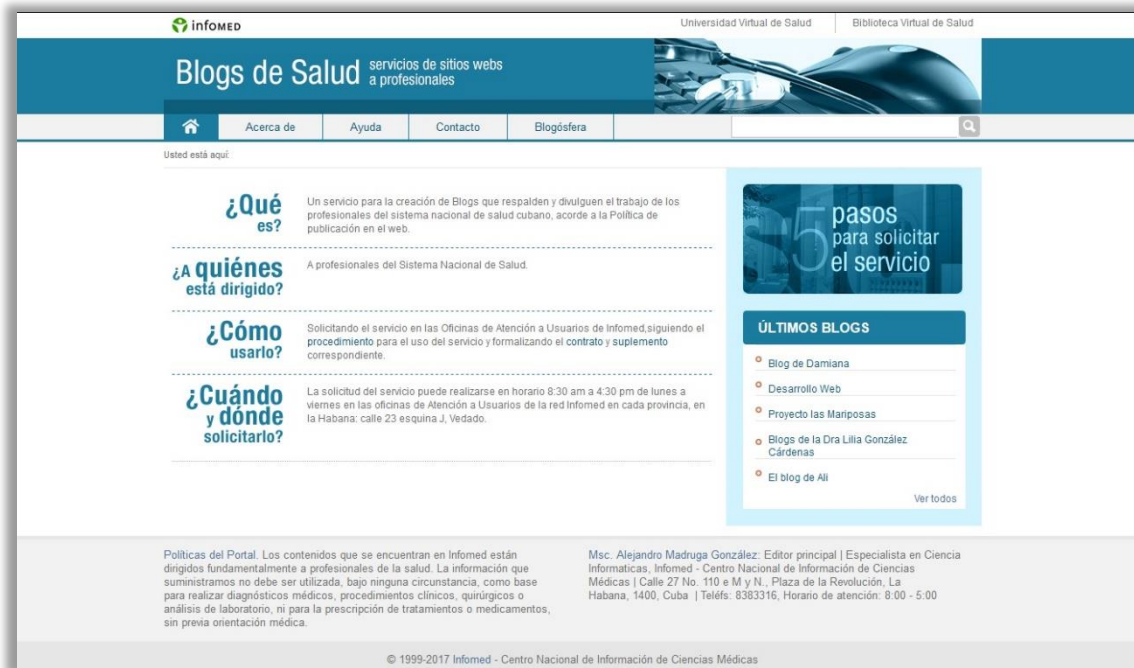 infoMED
Universidad Virtual de Salud
Biblioteca Virtual de Salud
Blogs de Salud
servicios de sitios webs
a profesionales
Acerca de
Ayuda
Contacto
Blogósfera
Usted está aquí:
¿Qué
es?
Un servicio para la creación de Blogs que respalden y divulguen el trabajo de los
profesionales del sistema nacional de salud cubano, acorde a la Política de
publicación en el web.
¿A quiénes
está dirigido?
A profesionales del Sistema Nacional de Salud.
¿Cómo
usarlo?
Solicitando el servicio en las Oficinas de Atención a Usuarios de Infomed,siguiendo el
procedimiento para el uso del servicio y formalizando el contrato y suplemento
correspondiente.
¿Cuándo
y dónde
solicitarlo?
La solicitud del servicio puede realizarse en horario 8:30 am a 4:30 pm de lunes a
viernes en las oficinas de Atención a Usuarios de la red Infomed en cada provincia, en
la Habana: calle 23 esquina J, Vedado.
5 pasos
para solicitar
el servicio
ÚLTIMOS BLOGS
Blog de Damiana
Desarrollo Web
Proyecto las Mariposas
Blogs de la Dra Lilia González
Cárdenas
El blog de Ali
Ver todos
Políticas del Portal. Los contenidos que se encuentran en Infomed están
dirigidos fundamentalmente a profesionales de la salud. La información que
suministramos no debe ser utilizada, bajo ninguna circunstancia, como base
para realizar diagnósticos médicos, procedimientos clínicos, quirúrgicos o
análisis de laboratorio, ni para la prescripción de tratamientos o medicamentos,
sin previa orientación médica.
Msc. Alejandro Madruga González: Editor principal | Especialista en Ciencia
Informaticas, Infomed - Centro Nacional de Información de Ciencias
Médicas | Calle 27 No. 110 e M y N., Plaza de la Revolución, La
Habana, 1400, Cuba | Teléfs: 8383316, Horario de atención: 8:00 - 5:00
© 1999-2017 Infomed - Centro Nacional de Información de Ciencias Médicas